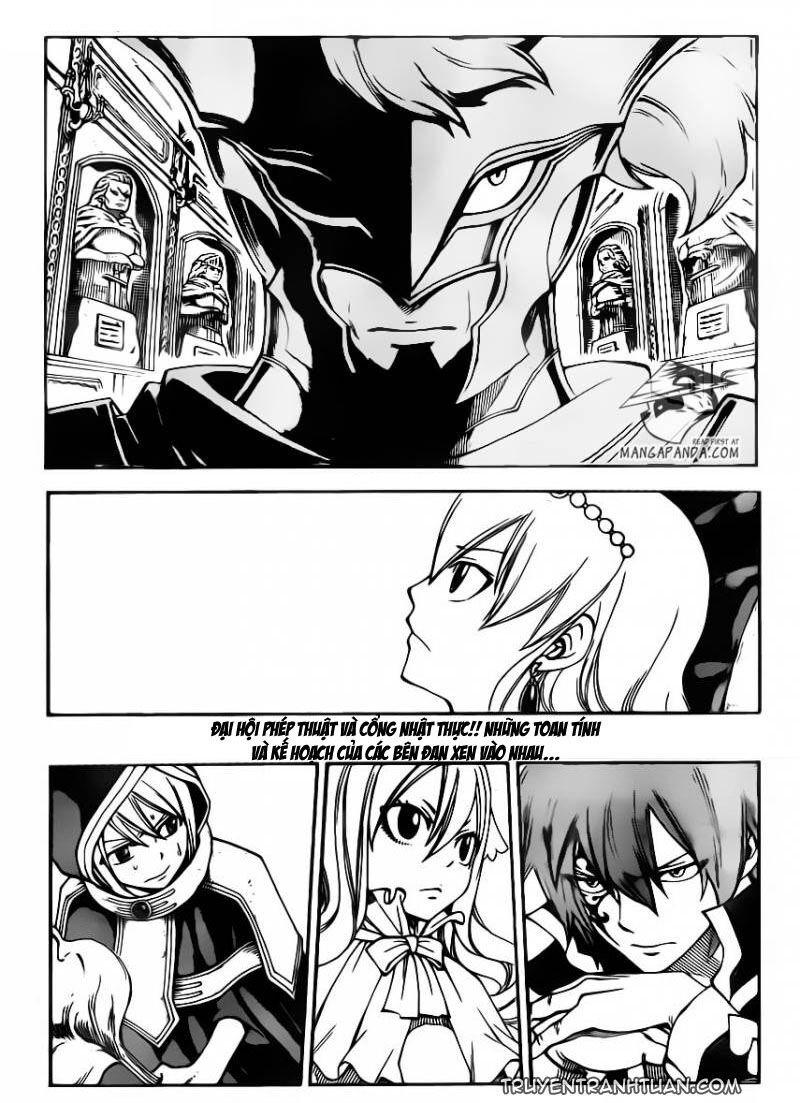 READ FIRST AT
MANGAPANDA.COM
ĐẠI HỘI PHÉP THUẬT VÀ CỔNG NHẬT THỰC!! NHỮNG TOAN TÍNH
VÀ KẾ HOẠCH CỦA CÁC BÊN ĐAN XEN VÀO NHAU...
TRUYENTRANHTUAN.COM